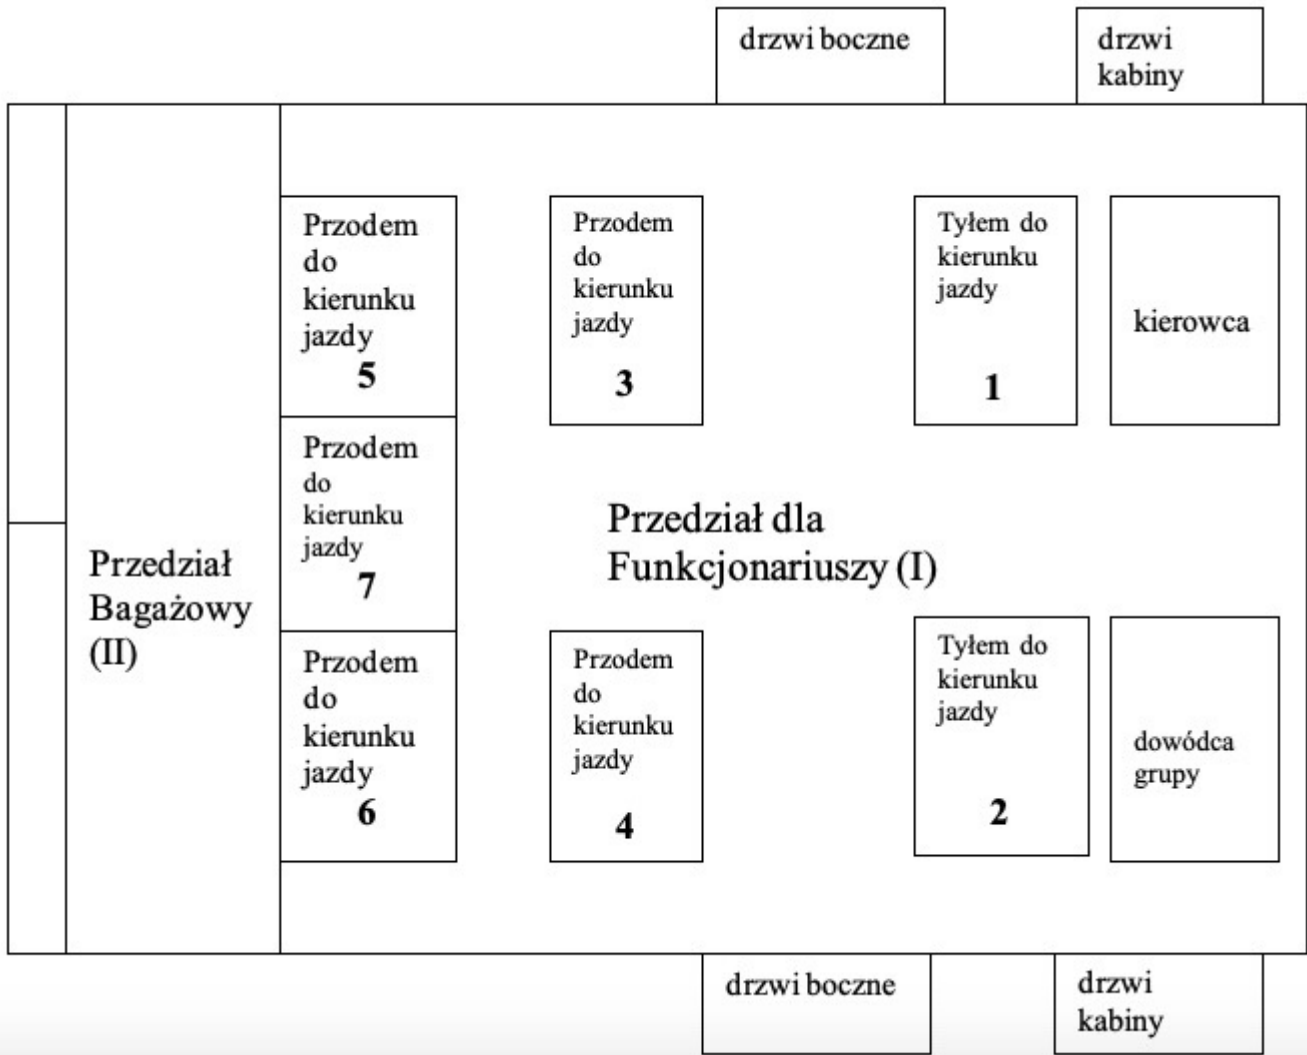 drzwi boczne
drzwi
kabiny
Przodem
do
kierunku
jazdy
5
Przodem
do
kierunku
jazdy
3
Tyłem do
kierunku
jazdy
1
kierowca
Przodem
do
kierunku
jazdy
7
Przedział dla
Funkcjonariuszy (I)
Przedział
Bagażowy
(II)
Przodem
do
kierunku
jazdy
6
Przodem
do
kierunku
jazdy
4
Tyłem do
kierunku
jazdy
2
dowódca
grupy
drzwi boczne
drzwi
kabiny